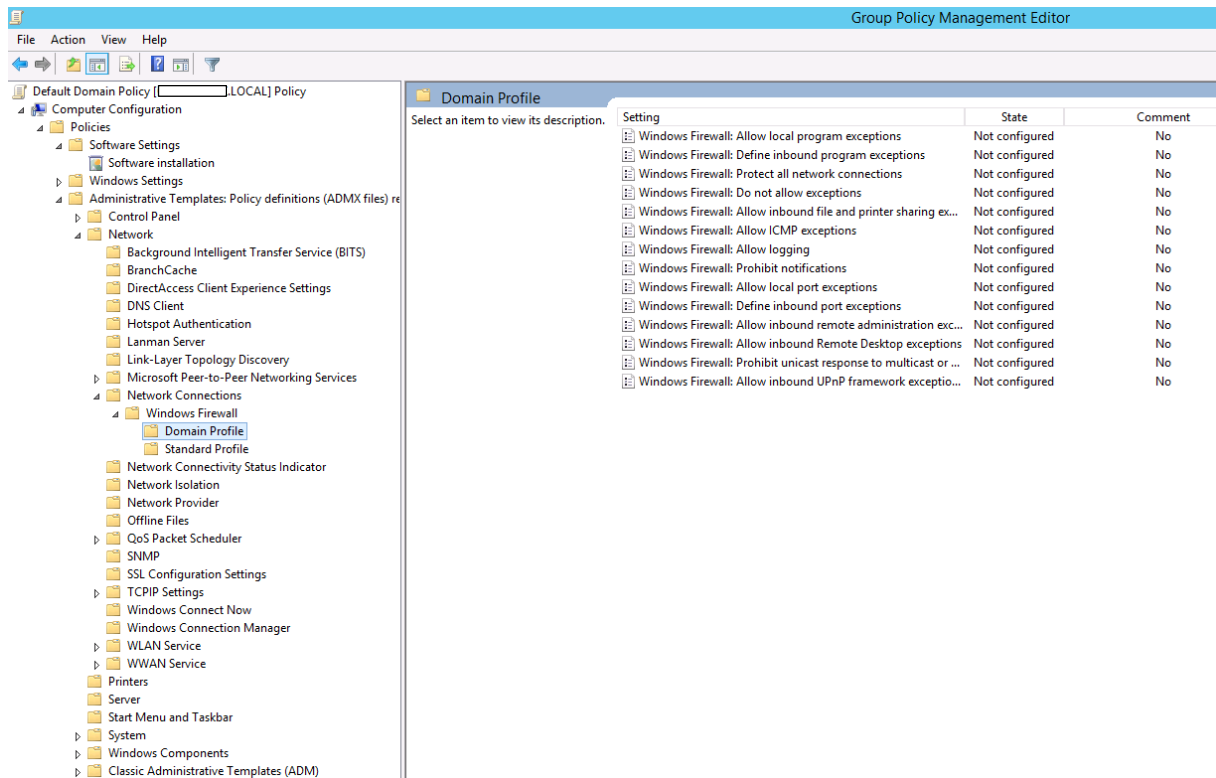 Group Policy Management Editor
File Action View Help
Default Domain Policy [ .LOCAL] Policy
Computer Configuration
Policies
Software Settings
Software installation
Windows Settings
Administrative Templates: Policy definitions (ADMX files) re
Control Panel
Network
Background Intelligent Transfer Service (BITS)
BranchCache
DirectAccess Client Experience Settings
DNS Client
Hotspot Authentication
Lanman Server
Link-Layer Topology Discovery
Microsoft Peer-to-Peer Networking Services
Network Connections
Windows Firewall
Domain Profile
Standard Profile
Network Connectivity Status Indicator
Network Isolation
Network Provider
Offline Files
QoS Packet Scheduler
SNMP
SSL Configuration Settings
TCPIP Settings
Windows Connect Now
Windows Connection Manager
WLAN Service
WWAN Service
Printers
Server
Start Menu and Taskbar
System
Windows Components
Classic Administrative Templates (ADM)
Domain Profile
Select an item to view its description.
Setting State Comment
Windows Firewall: Allow local program exceptions Not configured No
Windows Firewall: Define inbound program exceptions Not configured No
Windows Firewall: Protect all network connections Not configured No
Windows Firewall: Do not allow exceptions Not configured No
Windows Firewall: Allow inbound file and printer sharing ex... Not configured No
Windows Firewall: Allow ICMP exceptions Not configured No
Windows Firewall: Allow logging Not configured No
Windows Firewall: Prohibit notifications Not configured No
Windows Firewall: Allow local port exceptions Not configured No
Windows Firewall: Define inbound port exceptions Not configured No
Windows Firewall: Allow inbound remote administration exc... Not configured No
Windows Firewall: Allow inbound Remote Desktop exceptions Not configured No
Windows Firewall: Prohibit unicast response to multicast or ... Not configured No
Windows Firewall: Allow inbound UPnP framework exceptio... Not configured No